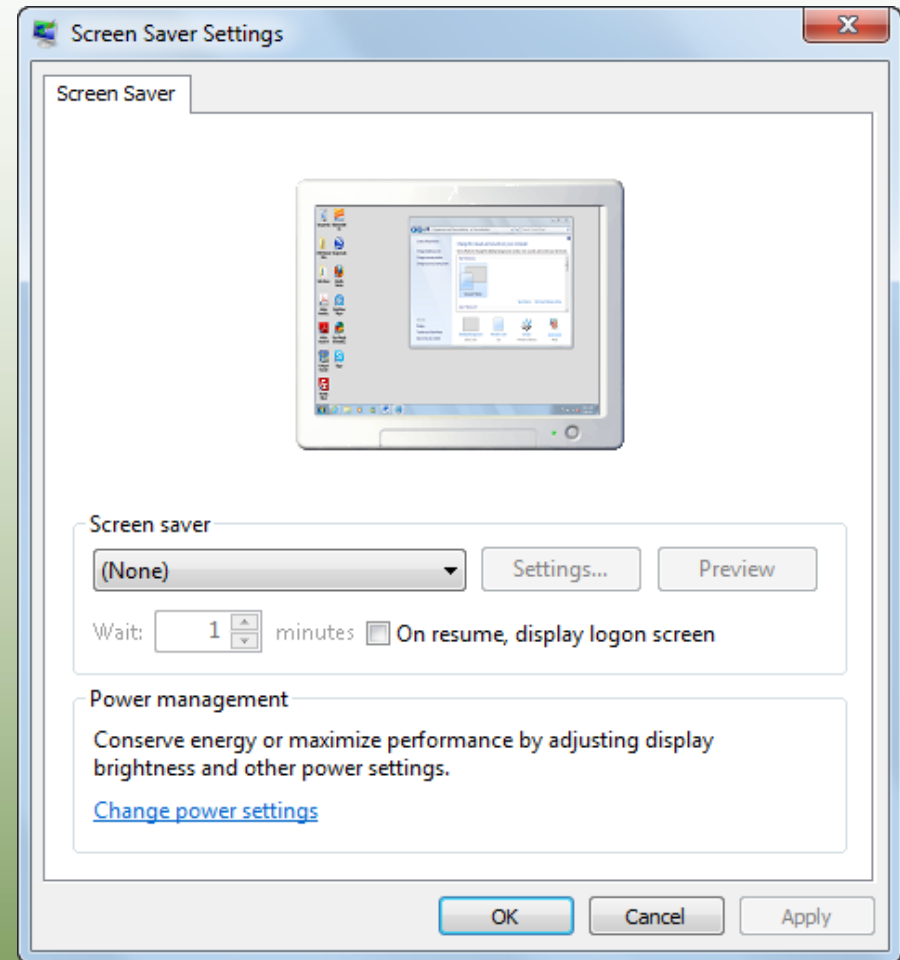 Screen Saver Settings
Screen Saver
Screen saver
(None)
Settings...
Preview
Wait: 1 minutes On resume, display logon screen
Power management
Conserve energy or maximize performance by adjusting display
brightness and other power settings.
Change power settings
OK Cancel Apply